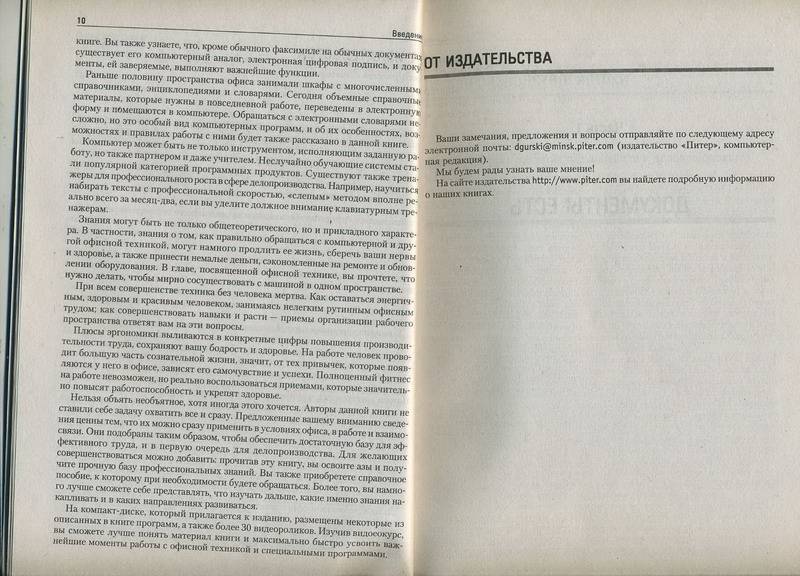 10
Введение
книге. Вы также узнаете, что, кроме обычного факсимиле на обычных документах
существует его компьютерный аналог, электронная цифровая подпись, и доку-
менты, ей заверяемые, выполняют важнейшие функции.
Раньше половину пространства офиса занимали шкафы с многочисленными
справочниками, энциклопедиями и словарями. Сегодня объемные справочные
материалы, которые нужны в повседневной работе, переведены в электронную
форму и помещаются в компьютере. Обращаться с электронными словарями не-
сложно, но это особый вид компьютерных программ, и об их особенностях, воз-
можностях и правилах работы с ними будет также рассказано в данной книге.
Компьютер может быть не только инструментом, исполняющим заданную ра-
боту, но также партнером и даже учителем. Неслучайно обучающие системы ста-
ли популярной категорией программных продуктов. Существуют также трена-
жеры для профессионального роста в сфере делопроизводства. Например, научиться
набирать тексты с профессиональной скоростью, «слепым» методом вполне ре-
ально всего за месяц-два, если вы уделите должное внимание клавиатурным тре-
нажерам.
Знания могут быть не только общетеоретического, но и прикладного характе-
ра. В частности, знания о том, как правильно обращаться с компьютерной и дру-
гой офисной техникой, могут намного продлить ее жизнь, сберечь ваши нервы
и здоровье, а также принести немалые деньги, сэкономленные на ремонте и обнов-
лении оборудования. В главе, посвященной офисной технике, вы прочтете, что
нужно делать, чтобы мирно сосуществовать с машиной в одном пространстве.
При всем совершенстве техника без человека мертва. Как оставаться энергич-
ным, здоровым и красивым человеком, занимаясь нелегким рутинным офисным
трудом; как совершенствовать навыки и расти — приемы организации рабочего
пространства ответят вам на эти вопросы.
Плюсы эргономики выливаются в конкретные цифры повышения производи-
тельности труда, сохраняют вашу бодрость и здоровье. На работе человек прово-
дит большую часть сознательной жизни, значит, от тех привычек, которые появ-
ляются у него в офисе, зависят его самочувствие и успехи. Полноценный фитнес
на работе невозможен, но реально воспользоваться приемами, которые значитель-
но повысят работоспособность и укрепят здоровье.
Нельзя объять необъятное, хотя иногда этого хочется. Авторы данной книги не
ставили себе задачу охватить все и сразу. Предложенные вашему вниманию сведе-
ния ценны тем, что их можно сразу применить в условиях офиса, в работе и взаимо-
связи. Они подобраны таким образом, чтобы обеспечить достаточную базу для эф-
фективного труда, и в первую очередь для делопроизводства. Для желающих
совершенствоваться можно добавить: прочитав эту книгу, вы освоите азы и полу-
чите прочную базу профессиональных знаний. Вы также приобретете справочное
пособие, к которому при необходимости будете обращаться. Более того, вы намно-
го лучше сможете себе представлять, что изучать дальше, какие именно знания на-
капливать и в каких направлениях развиваться.
На компакт-диске, который прилагается к изданию, размещены некоторые из
описанных в книге программ, а также более 30 видеороликов. Изучив видеокурс,
вы сможете лучше понять материал книги и максимально быстро усвоить важ-
нейшие моменты работы с офисной техникой и специальными программами.
ОТ ИЗДАТЕЛЬСТВА
Ваши замечания, предложения и вопросы отправляйте по следующему адресу
электронной почты: dgurski@minsk.piter.com (издательство «Питер», компьютер-
ная редакция).
Мы будем рады узнать ваше мнение!
На сайте издательства http://www.piter.com вы найдете подробную информацию
о наших книгах.